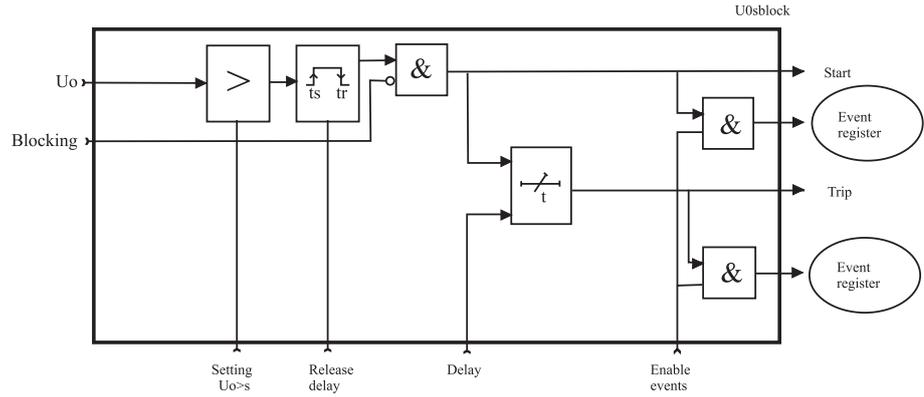 U0sblock
Uo
>
ts tr
&
Start
Blocking
&
Event
register
t
Trip
&
Event
register
Setting
Uo>s
Release
delay
Delay
Enable
events